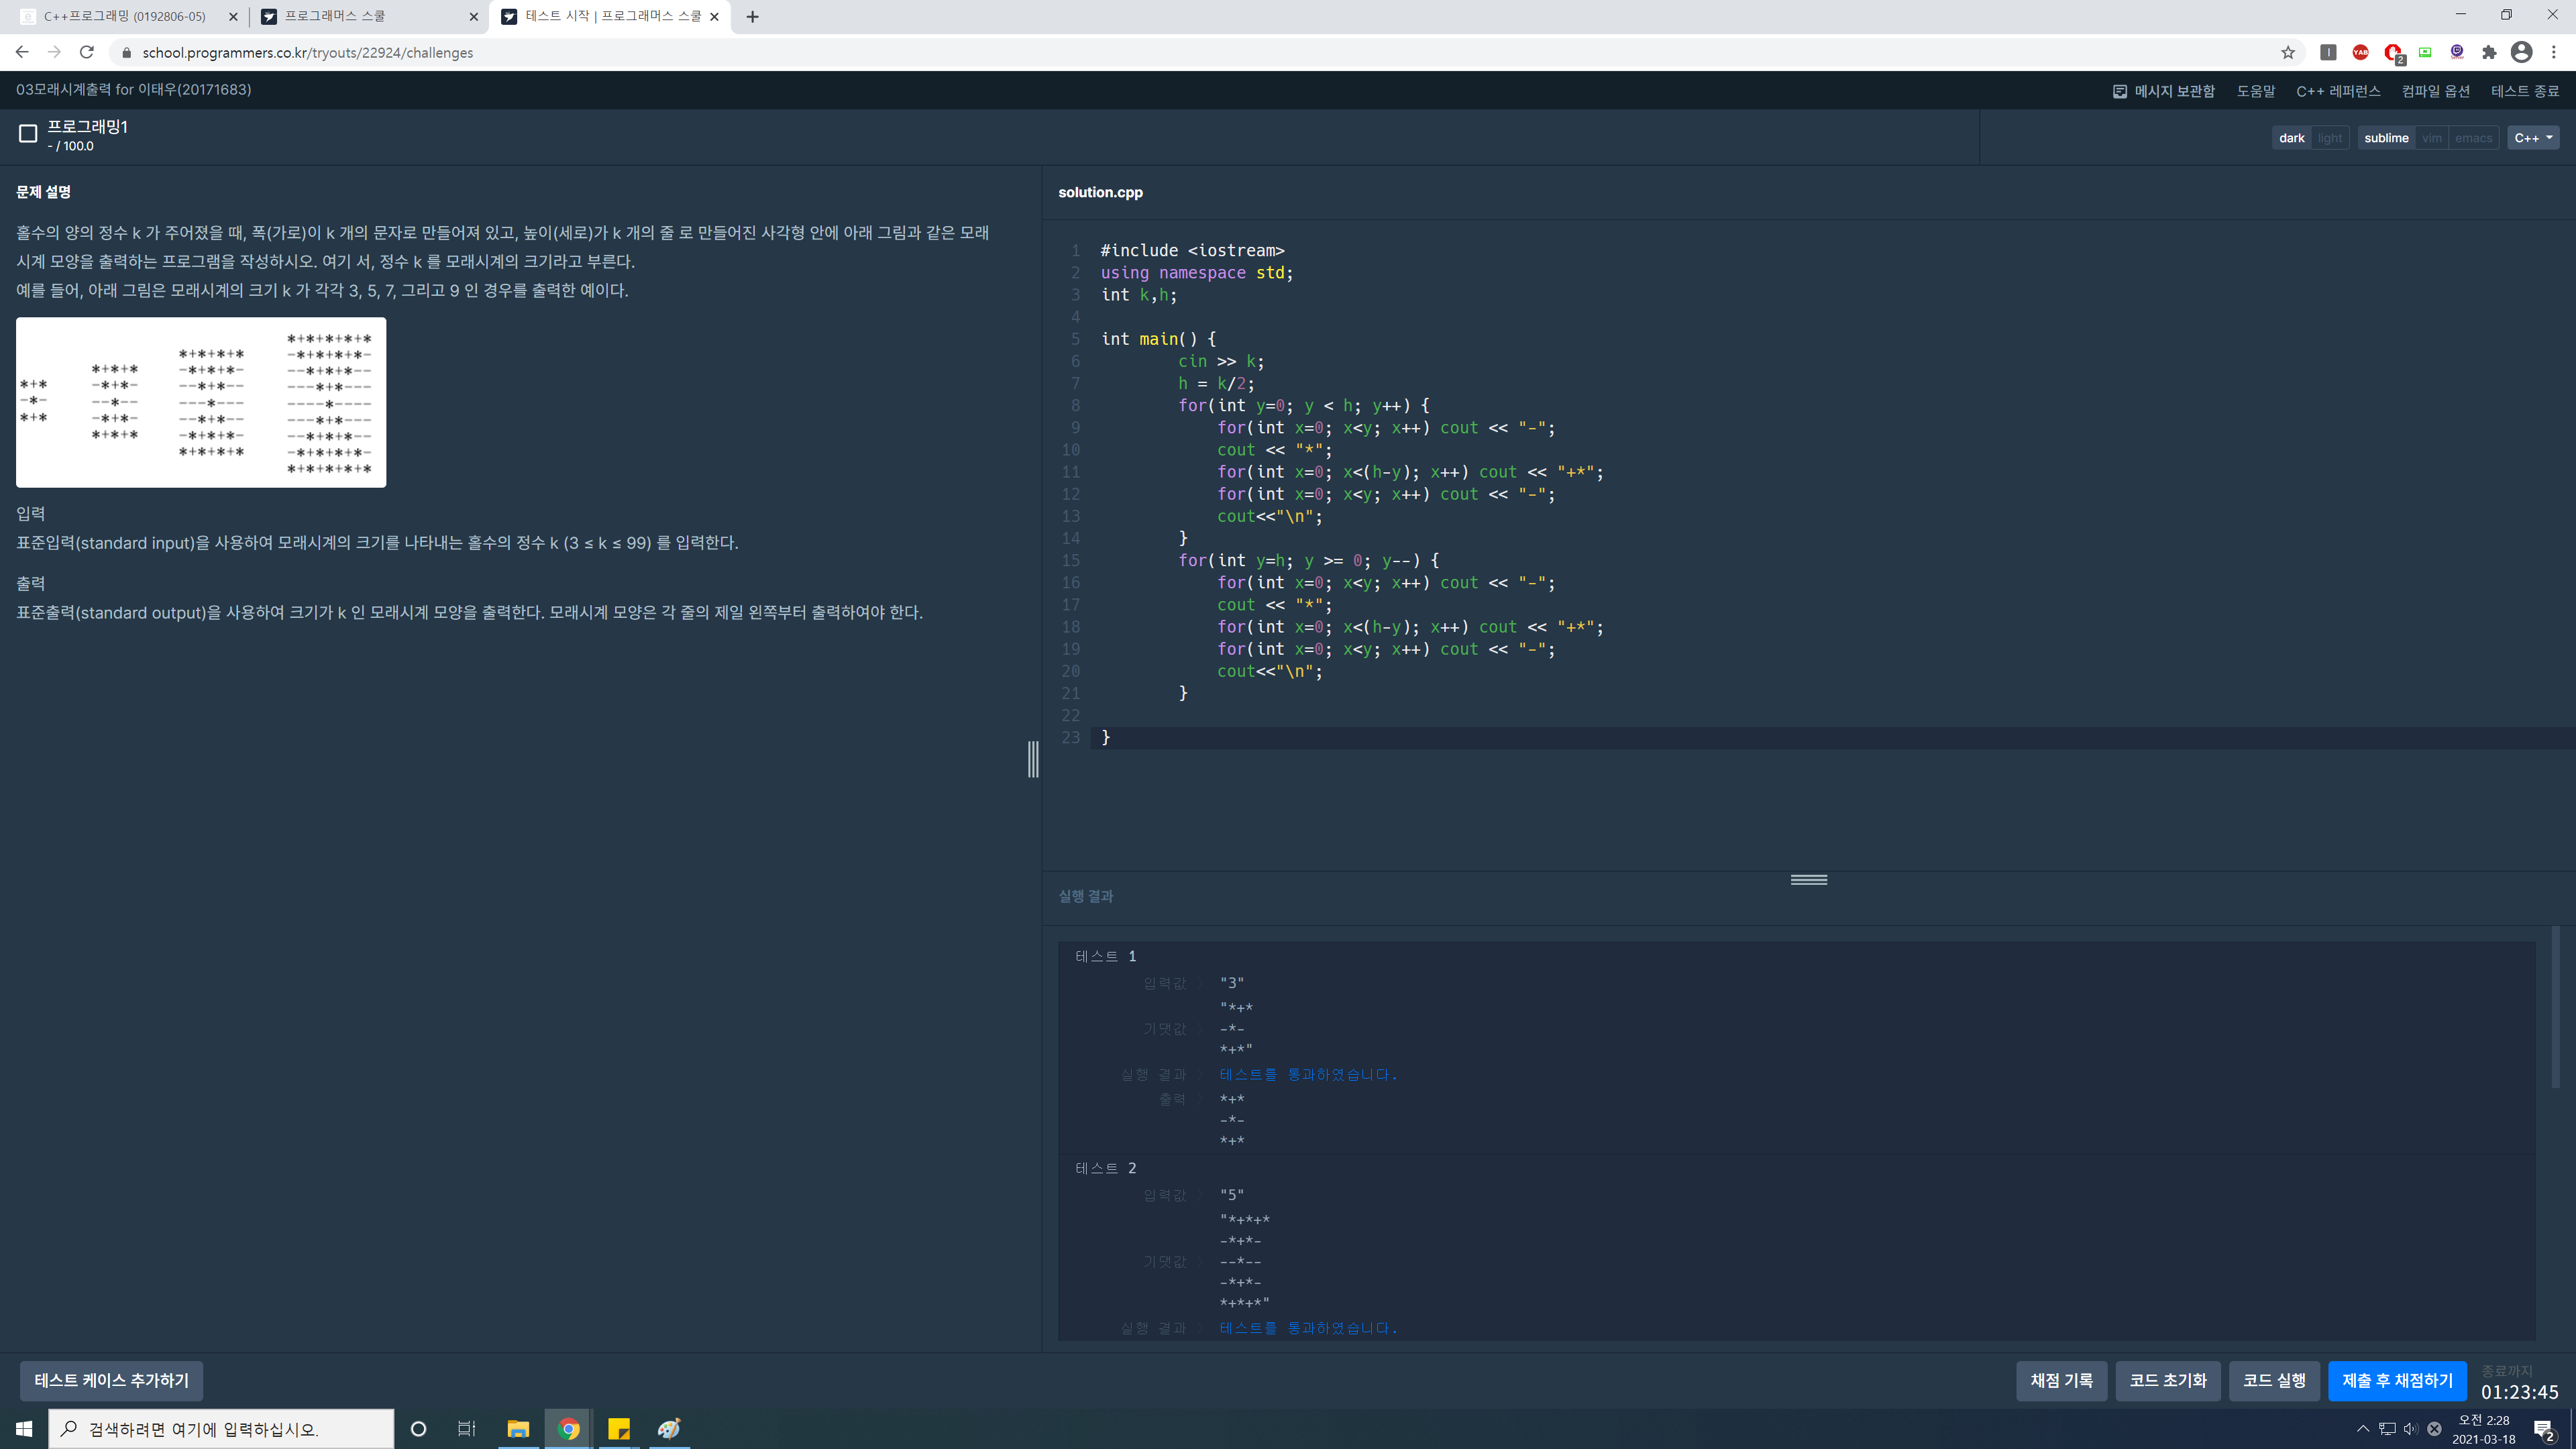 C++프로그래밍 (0192806-05)
프로그래머스 스쿨
테스트 시작 | 프로그래머스 스쿨
school.programmers.co.kr/tryouts/22924/challenges
YAB
2
03모래시계출력 for 이태우(20171683)
메시지 보관함 도움말 C++ 레퍼런스 컴파일 옵션 테스트 종료
프로그래밍1
- / 100.0
dark light sublime vim emacs C++
문제 설명
홀수의 양의 정수 k 가 주어졌을 때, 폭(가로)이 k 개의 문자로 만들어져 있고, 높이(세로)가 k 개의 줄 로 만들어진 사각형 안에 아래 그림과 같은 모래
시계 모양을 출력하는 프로그램을 작성하시오. 여기 서, 정수 k 를 모래시계의 크기라고 부른다.
예를 들어, 아래 그림은 모래시계의 크기 k 가 각각 3, 5, 7, 그리고 9 인 경우를 출력한 예이다.
*+*
-*-
*+*
*+*+*
-*+*-
--*--
-*+*-
*+*+*
*+*+*+*
-*+*+*-
--*+*--
---*---
--*+*--
-*+*+*-
*+*+*+*
*+*+*+*+*
-*+*+*+*-
--*+*+*--
---*+*---
----*----
---*+*---
--*+*+*--
-*+*+*+*-
*+*+*+*+*
입력
표준입력(standard input)을 사용하여 모래시계의 크기를 나타내는 홀수의 정수 k (3 ≤ k ≤ 99) 를 입력한다.
출력
표준출력(standard output)을 사용하여 크기가 k 인 모래시계 모양을 출력한다. 모래시계 모양은 각 줄의 제일 왼쪽부터 출력하여야 한다.
solution.cpp
1 #include <iostream>
2 using namespace std;
3 int k,h;
4
5 int main() {
6 cin >> k;
7 h = k/2;
8 for(int y=0; y < h; y++) {
9 for(int x=0; x<y; x++) cout << "-";
10 cout << "*";
11 for(int x=0; x<(h-y); x++) cout << "+*";
12 for(int x=0; x<y; x++) cout << "-";
13 cout<<"\n";
14 }
15 for(int y=h; y >= 0; y--) {
16 for(int x=0; x<y; x++) cout << "-";
17 cout << "*";
18 for(int x=0; x<(h-y); x++) cout << "+*";
19 for(int x=0; x<y; x++) cout << "-";
20 cout<<"\n";
21 }
22
23 }
실행 결과
테스트 1
입력값 〉 "3"
기댓값 〉 "*+*
-*-
*+*"
실행 결과 〉 테스트를 통과하였습니다.
출력 〉 *+*
-*-
*+*
테스트 2
입력값 〉 "5"
기댓값 〉 "*+*+*
-*+*-
--*--
-*+*-
*+*+*"
실행 결과 〉 테스트를 통과하였습니다.
테스트 케이스 추가하기
채점 기록 코드 초기화 코드 실행 제출 후 채점하기
종료까지
01:23:45
검색하려면 여기에 입력하십시오.
오전 2:28
2021-03-18
2